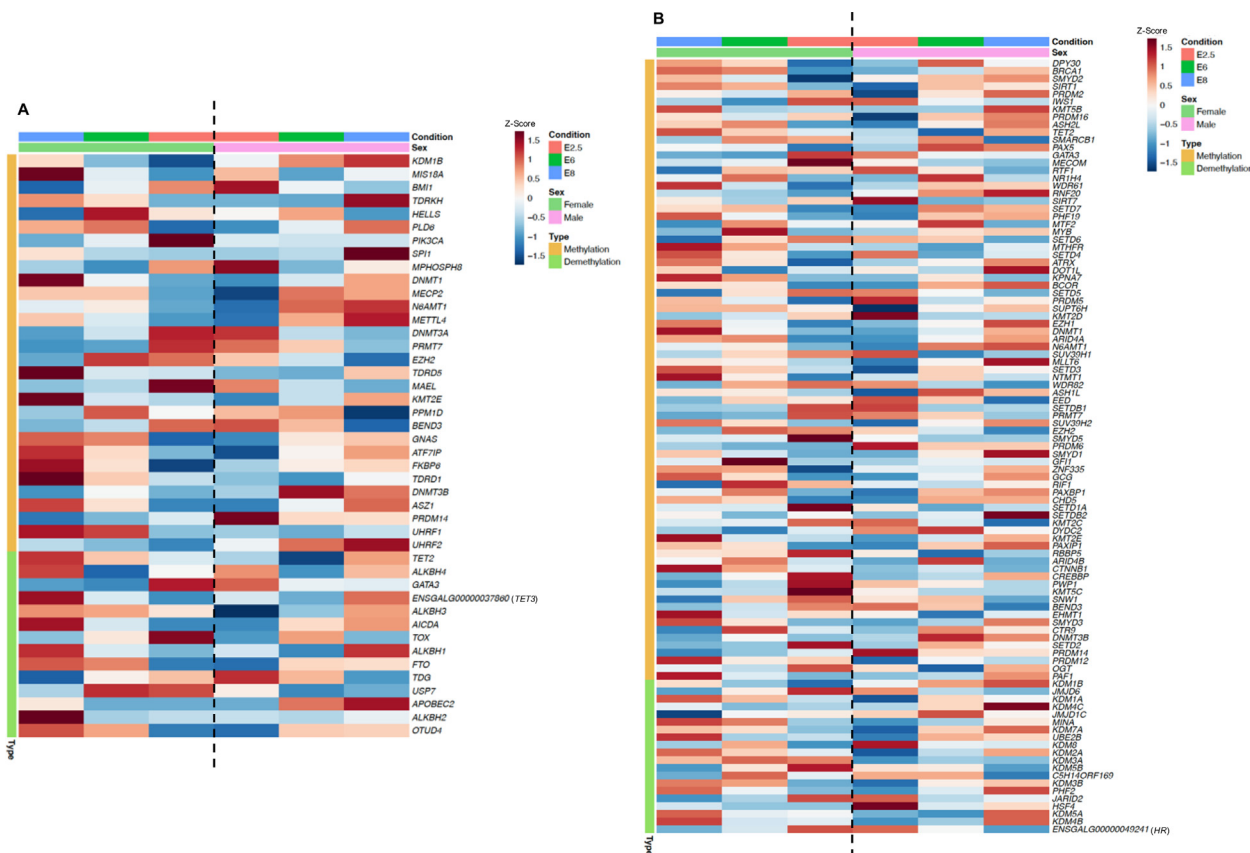 A
Condition
Sex
KDM1B
MIS18A
BMI1
TDRKH
HELLS
PLD6
PIK3CA
SPI1
MPHOSPH8
DNMT1
MECP2
N6AMT1
METTL4
DNMT3A
PRMT7
EZH2
TDRD5
MAEL
KMT2E
PPM1D
BEND3
GNAS
ATF7IP
FKBP6
TDRD1
DNMT3B
ASZ1
PRDM14
UHRF1
UHRF2
TET2
ALKBH4
GATA3
ENSGALG00000037860 (TET3)
ALKBH3
AICDA
TOX
ALKBH1
FTO
TDG
USP7
APOBEC2
ALKBH2
OTUD4
Type
Z-Score
1.5
1
0.5
0
−0.5
−1
−1.5
Condition
E2.5
E6
E8
Sex
Female
Male
Type
Methylation
Demethylation
B
Condition
Sex
DPY30
BRCA1
SMYD2
SIRT1
PRDM2
IWS1
KMT5B
PRDM16
ASH2L
TET2
SMARCB1
PAX5
GATA3
MECOM
RTF1
NR1H4
WDR61
RNF20
SIRT7
SETD7
PHF19
MTF2
MYB
SETD6
MTHFR
SETD4
ATRX
DOT1L
KPNA7
BCOR
SETD5
PRDM5
SUPT6H
KMT2D
EZH1
DNMT1
ARID4A
N6AMT1
SUV39H1
MLLT6
SETD3
NTMT1
WDR82
ASH1L
EED
SETDB1
PRMT7
SUV39H2
EZH2
SMYD5
PRDM6
SMYD1
GFI1
ZNF335
GCG
RIF1
PAXBP1
CHD5
SETD1A
SETDB2
KMT2C
DYDC2
KMT2E
PAXIP1
RBBP5
ARID4B
CTNNB1
CREBBP
PWP1
KMT5C
SNW1
BEND3
EHMT1
SMYD3
CTR9
DNMT3B
SETD2
PRDM14
PRDM12
OGT
PAF1
KDM1B
JMJD6
KDM1A
KDM4C
JMJD1C
MINA
KDM7A
UBE2B
KDM8
KDM2A
KDM3A
KDM5B
C5H14ORF169
KDM3B
PHF2
JARID2
HSF4
KDM5A
KDM4B
ENSGALG00000049241 (HR)
Type
Z-Score
1.5
1
0.5
0
−0.5
−1
−1.5
Condition
E2.5
E6
E8
Sex
Female
Male
Type
Methylation
Demethylation